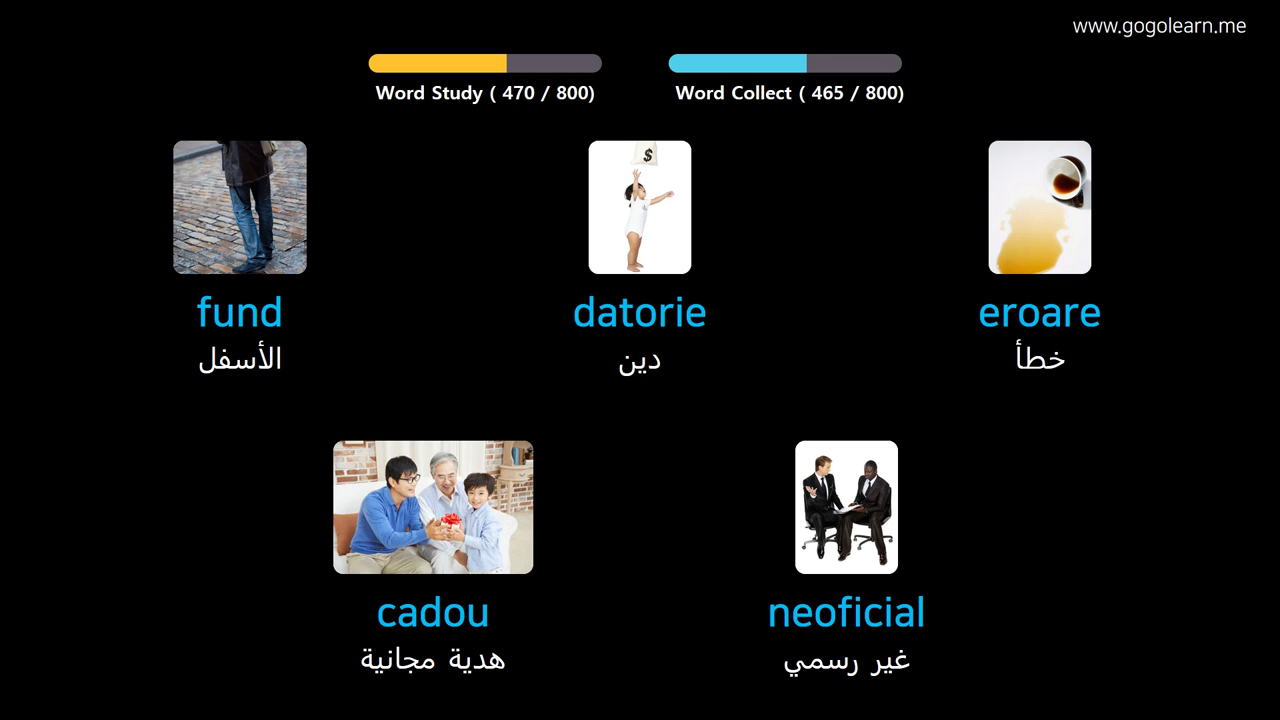 www.gogolearn.me
Word Study ( 470 / 800)
Word Collect ( 465 / 800)
$
fund
الأسفل
datorie
دين
eroare
خطأ
cadou
هدية مجانية
neoficial
غير رسمي